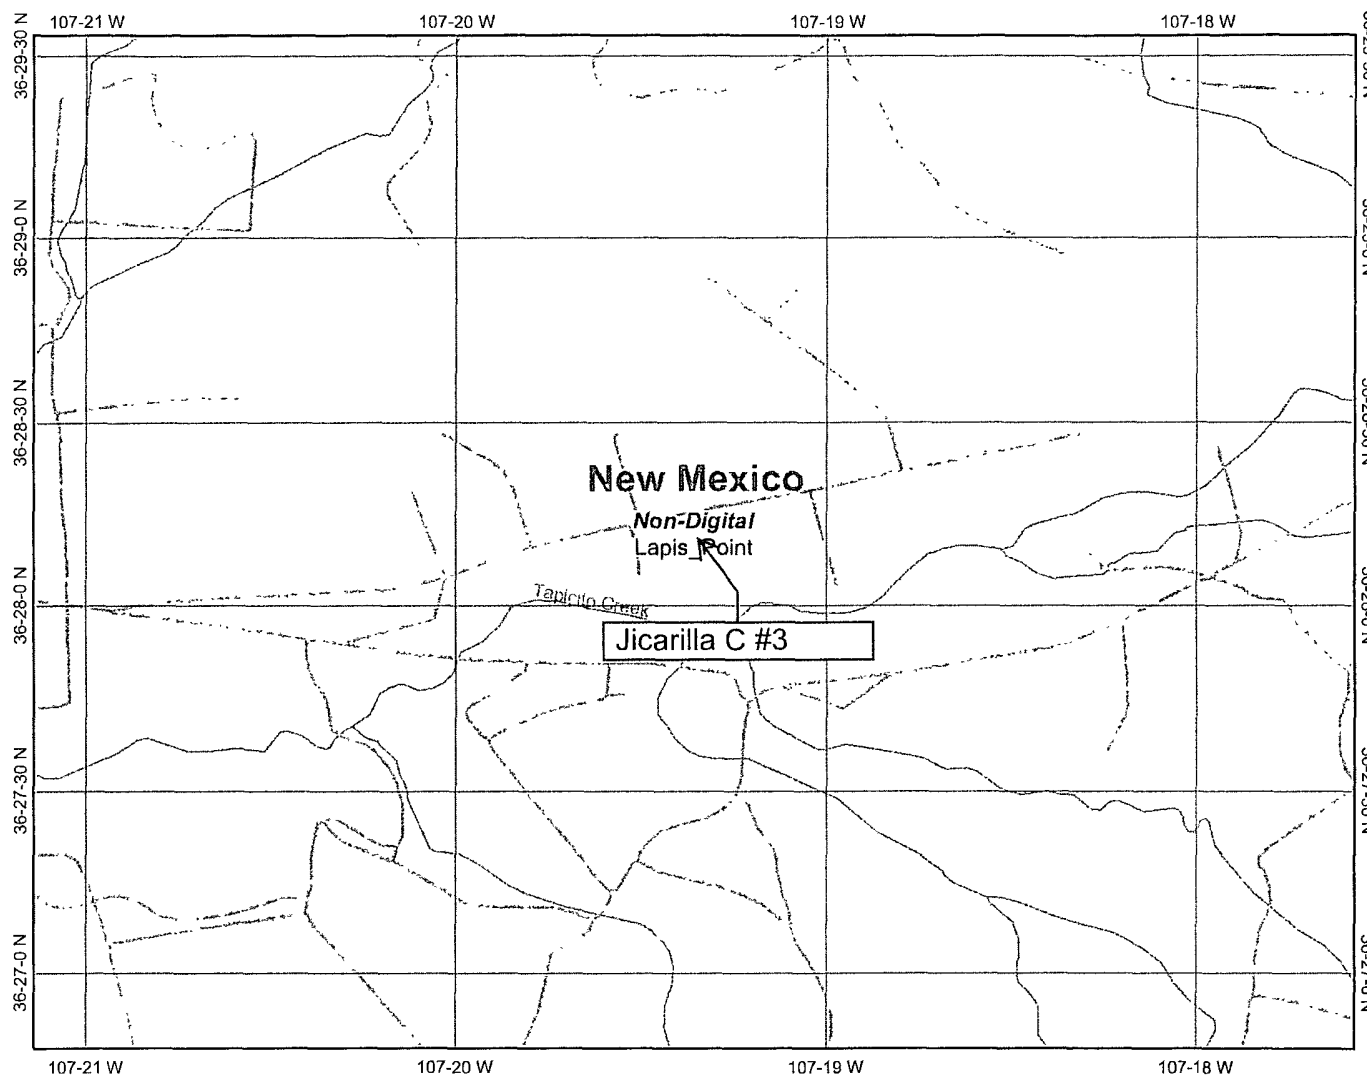 107-21 W
107-20 W
107-19 W
107-18 W
36-29-30 N
36-29-0 N
36-28-30 N
New Mexico
Non-Digital
Lapis_Point
Tapicito Creek
36-28-0 N
Jicarilla C #3
36-27-30 N
36-27-0 N
107-21 W
107-20 W
107-19 W
107-18 W